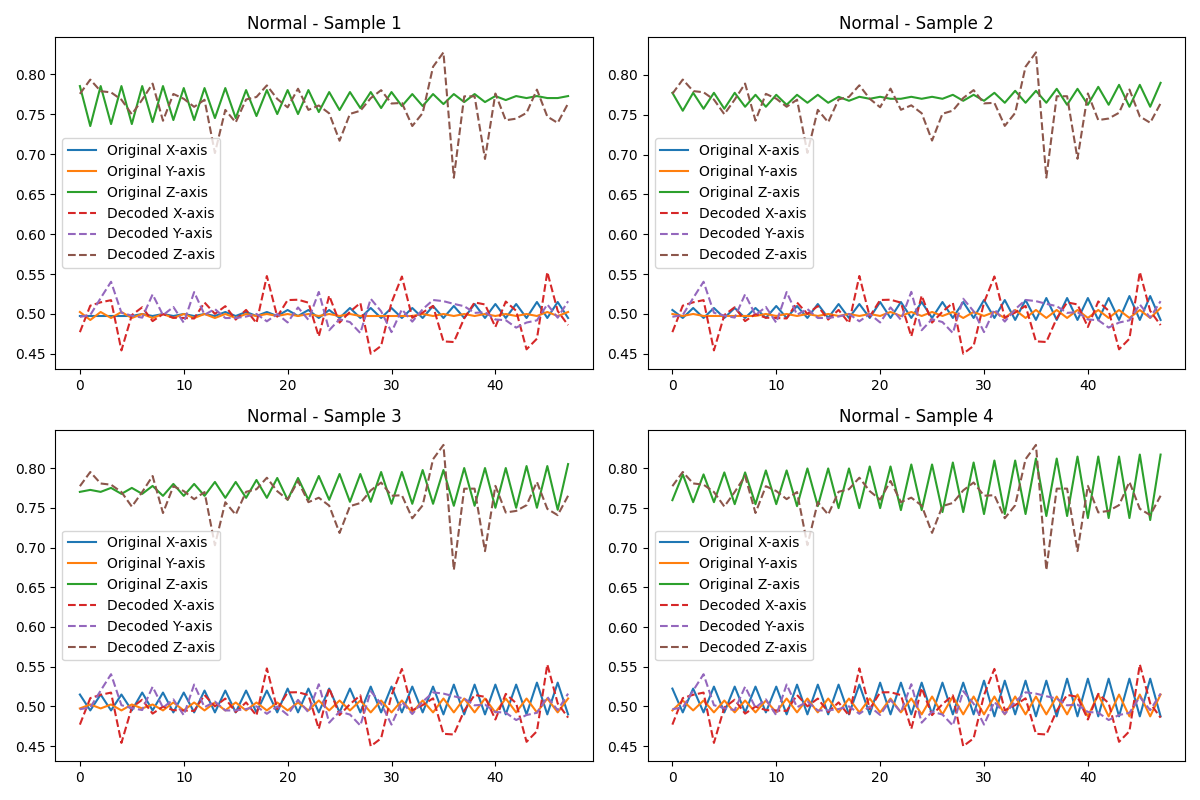 Normal - Sample 1
0.80
0.75
0.70
0.65
0.60
0.55
0.50
0.45
Original X-axis
Original Y-axis
Original Z-axis
Decoded X-axis
Decoded Y-axis
Decoded Z-axis
0 10 20 30 40
Normal - Sample 2
0.80
0.75
0.70
0.65
0.60
0.55
0.50
0.45
Original X-axis
Original Y-axis
Original Z-axis
Decoded X-axis
Decoded Y-axis
Decoded Z-axis
0 10 20 30 40
Normal - Sample 3
0.80
0.75
0.70
0.65
0.60
0.55
0.50
0.45
Original X-axis
Original Y-axis
Original Z-axis
Decoded X-axis
Decoded Y-axis
Decoded Z-axis
0 10 20 30 40
Normal - Sample 4
0.80
0.75
0.70
0.65
0.60
0.55
0.50
0.45
Original X-axis
Original Y-axis
Original Z-axis
Decoded X-axis
Decoded Y-axis
Decoded Z-axis
0 10 20 30 40